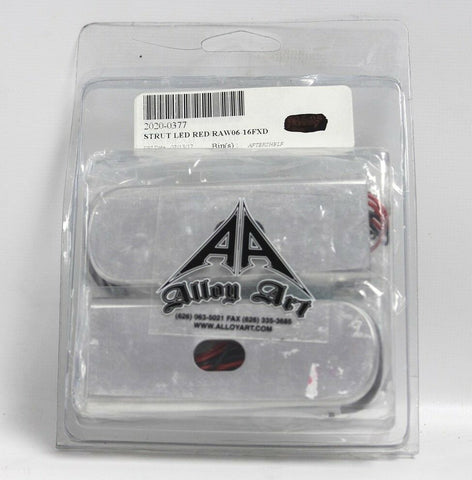 2020-0377
STRUT LED RED RAW06 16FXD
Bin(s)
AA
Alloy Art
(626) 963-5021 FAX (626) 335-3685
WWW.ALLOYART.COM